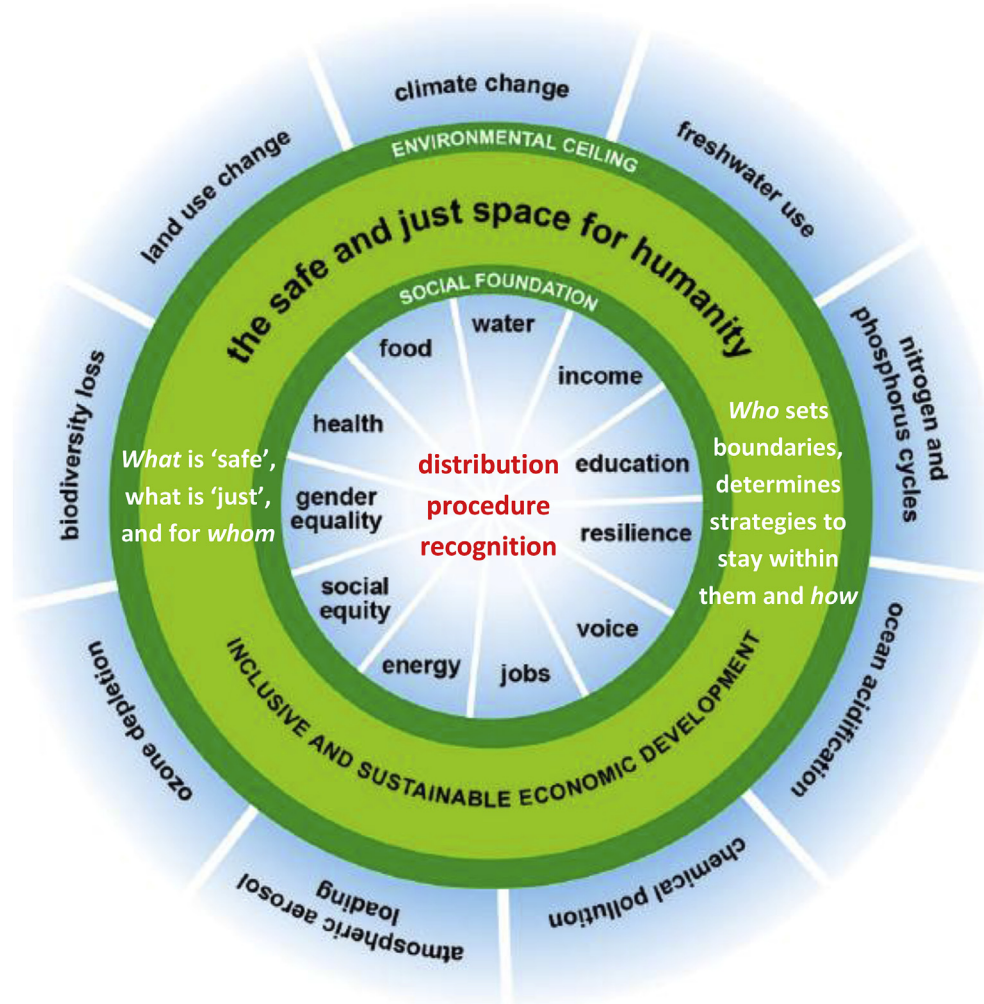 climate change
freshwater use
nitrogen and
phosphorus cycles
ocean acidification
chemical pollution
atmospheric aerosol
loading
ozone depletion
biodiversity loss
land use change
ENVIRONMENTAL CEILING
the safe and just space for humanity
SOCIAL FOUNDATION
water
income
education
resilience
voice
jobs
energy
social
equity
gender
equality
health
food
distribution
procedure
recognition
What is ‘safe’,
what is ‘just’,
and for whom
Who sets
boundaries,
determines
strategies to
stay within
them and how
INCLUSIVE AND SUSTAINABLE ECONOMIC DEVELOPMENT